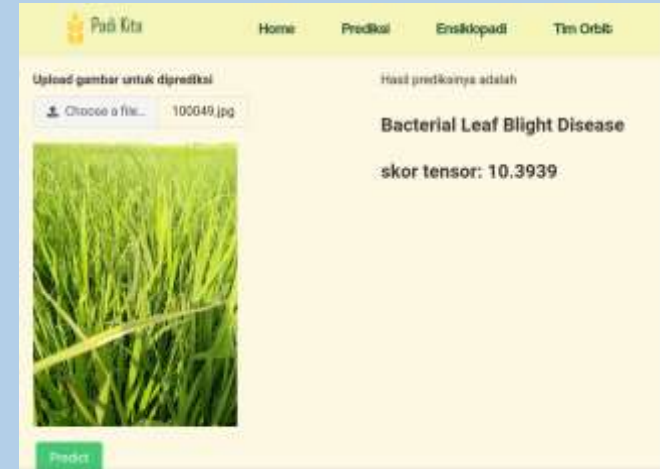 Padi Kita
Home Prediksi Ensiklopadi Tim Orbit
Upload gambar untuk diprediksi
Choose a file… 100049.jpg
Predict
Hasil prediksinya adalah
Bacterial Leaf Blight Disease
skor tensor: 10.3939